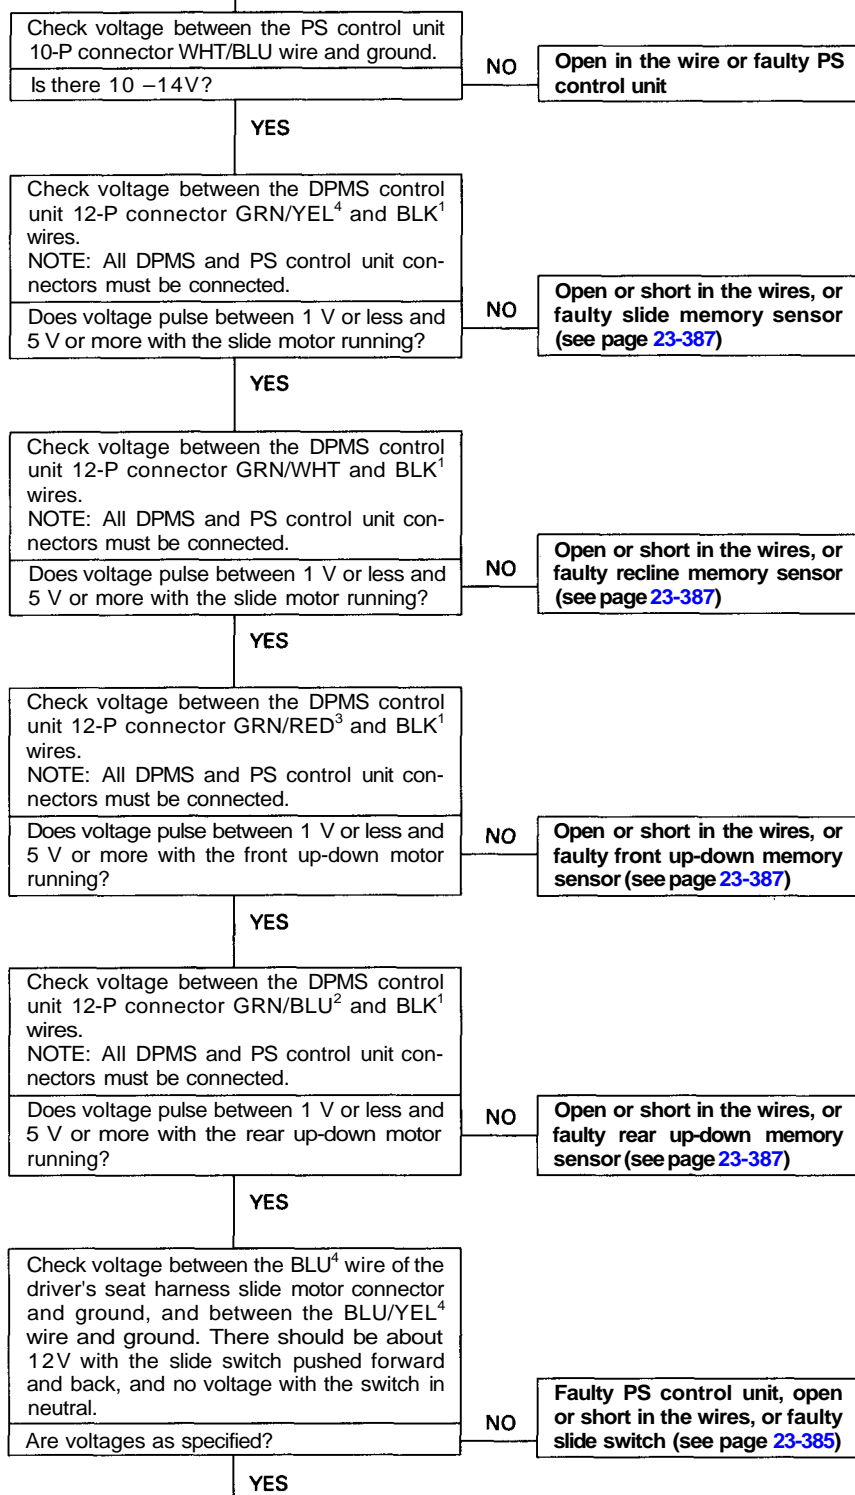 Check voltage between the PS control unit
10-P connector WHT/BLU wire and ground.
Is there 10 –14V?
NO
Open in the wire or faulty PS
control unit
YES
Check voltage between the DPMS control
unit 12-P connector GRN/YEL⁴ and BLK¹
wires.
NOTE: All DPMS and PS control unit con-
nectors must be connected.
Does voltage pulse between 1 V or less and
5 V or more with the slide motor running?
NO
Open or short in the wires, or
faulty slide memory sensor
(see page 23-387)
YES
Check voltage between the DPMS control
unit 12-P connector GRN/WHT and BLK¹
wires.
NOTE: All DPMS and PS control unit con-
nectors must be connected.
Does voltage pulse between 1 V or less and
5 V or more with the slide motor running?
NO
Open or short in the wires, or
faulty recline memory sensor
(see page 23-387)
YES
Check voltage between the DPMS control
unit 12-P connector GRN/RED³ and BLK¹
wires.
NOTE: All DPMS and PS control unit con-
nectors must be connected.
Does voltage pulse between 1 V or less and
5 V or more with the front up-down motor
running?
NO
Open or short in the wires, or
faulty front up-down memory
sensor (see page 23-387)
YES
Check voltage between the DPMS control
unit 12-P connector GRN/BLU² and BLK¹
wires.
NOTE: All DPMS and PS control unit con-
nectors must be connected.
Does voltage pulse between 1 V or less and
5 V or more with the rear up-down motor
running?
NO
Open or short in the wires, or
faulty rear up-down memory
sensor (see page 23-387)
YES
Check voltage between the BLU⁴ wire of the
driver's seat harness slide motor connector
and ground, and between the BLU/YEL⁴
wire and ground. There should be about
12V with the slide switch pushed forward
and back, and no voltage with the switch in
neutral.
Are voltages as specified?
NO
Faulty PS control unit, open
or short in the wires, or faulty
slide switch (see page 23-385)
YES